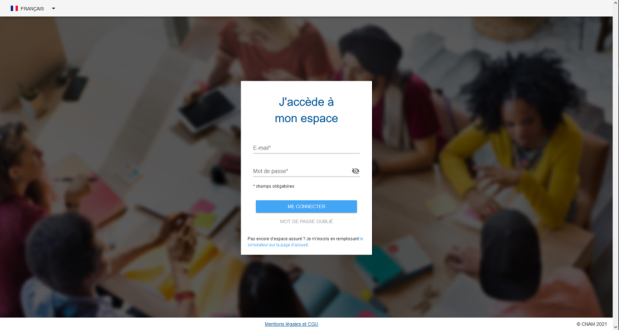 FRANÇAIS
J'accède à
mon espace
E-mail*
Mot de passe*
* champs obligatoires
ME CONNECTER
MOT DE PASSE OUBLIÉ
Pas encore d'espace assuré ? Je m'inscris en remplissant le
simulateur sur la page d'accueil.
Mentions légales et CGU
© CNAM 2021